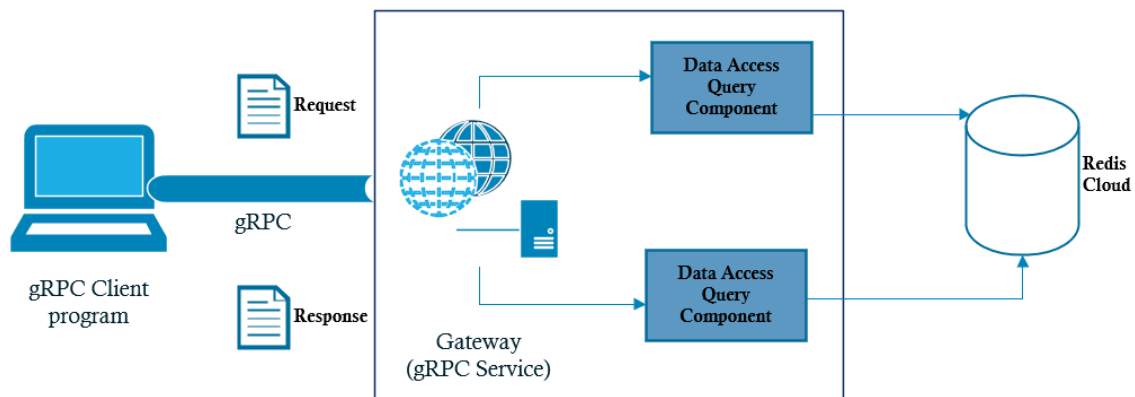 Request
gRPC
gRPC Client
program
Response
Gateway
(gRPC Service)
Data Access
Query
Component
Data Access
Query
Component
Redis
Cloud